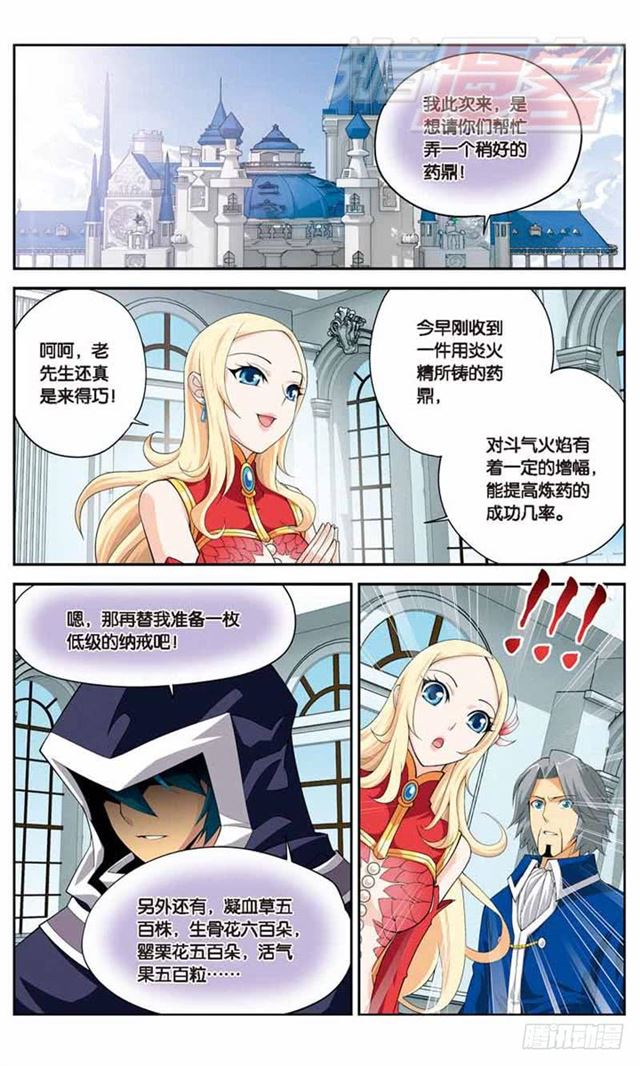 我此次来，是
想请你们帮忙
弄一个稍好的
药鼎！
呵呵，老
先生还真
是来得巧！
今早刚收到
一件用炎火
精所铸的药
鼎，
对斗气火焰有
着一定的增幅，
能提高炼药的
成功几率。
嗯，那再替我准备一枚
低级的纳戒吧！
!!!
另外还有，凝血草五
百株，生骨花六百朵，
罂粟花五百朵，活气
果五百粒……
腾讯动漫